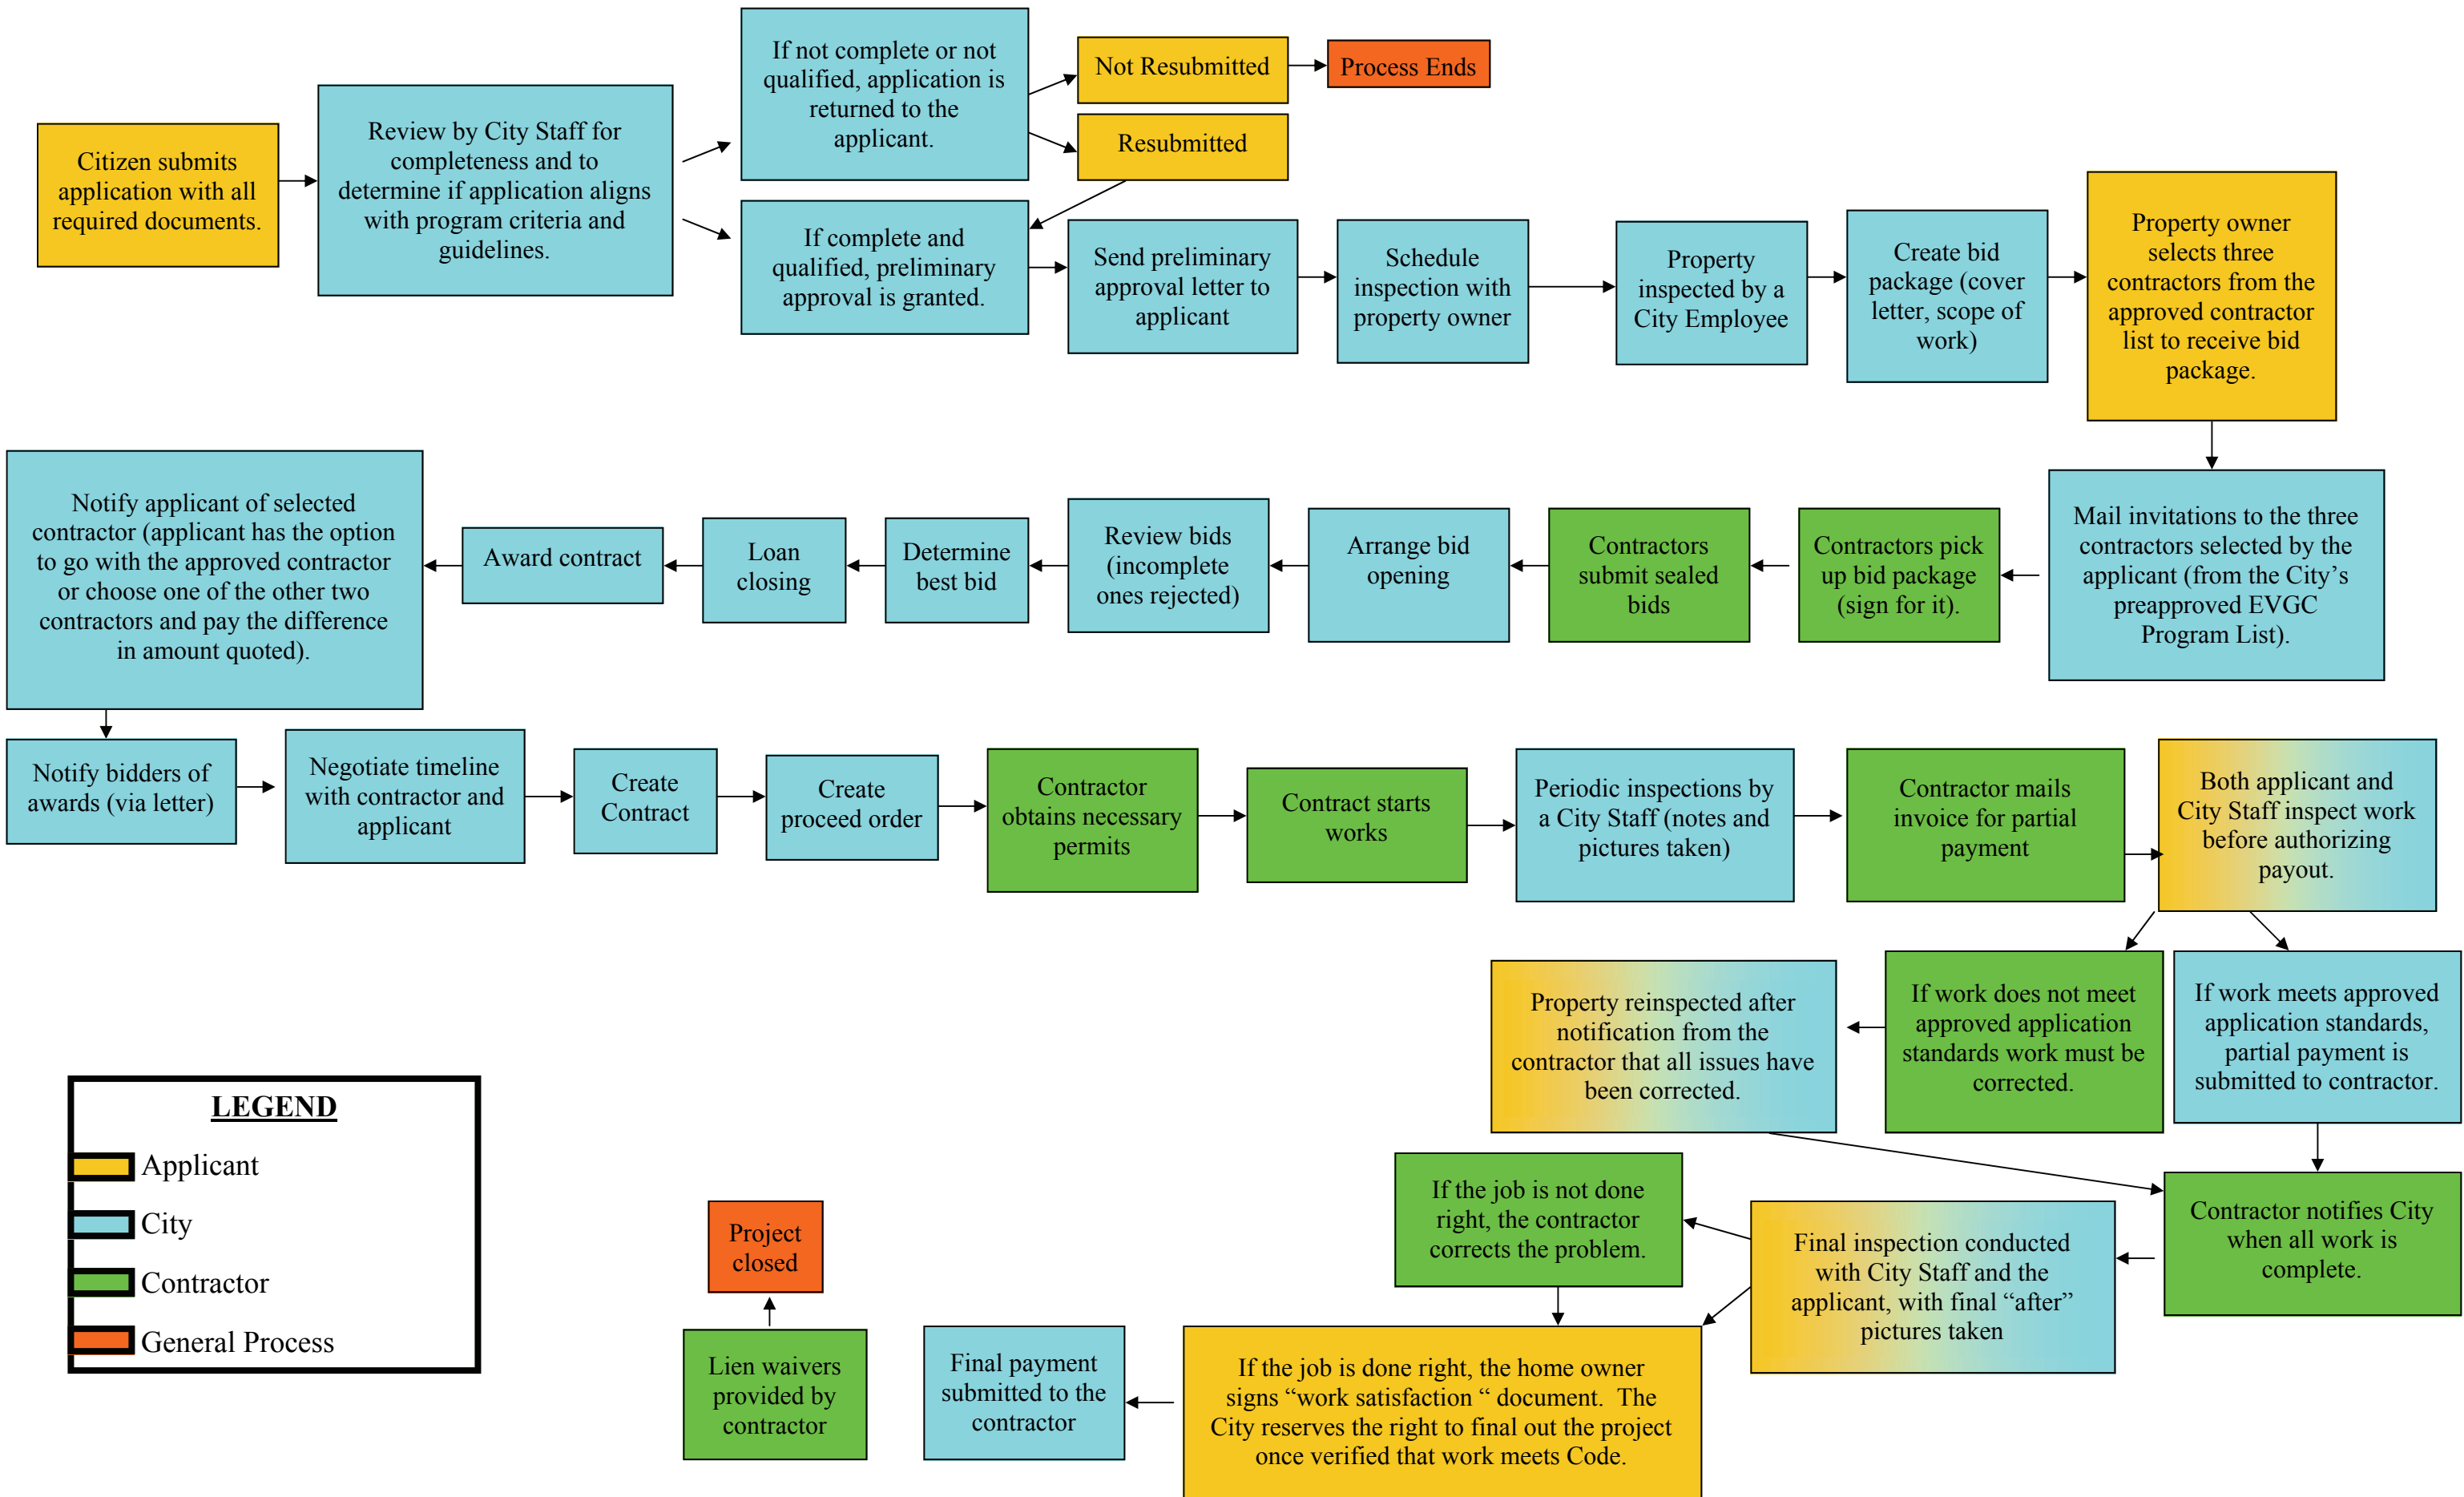 Citizen submits
application with all
required documents.
Review by City Staff for
completeness and to
determine if application aligns
with program criteria and
guidelines.
If not complete or not
qualified, application is
returned to the
applicant.
Not Resubmitted
Process Ends
Resubmitted
If complete and
qualified, preliminary
approval is granted.
Send preliminary
approval letter to
applicant
Schedule
inspection with
property owner
Property
inspected by a
City Employee
Create bid
package (cover
letter, scope of
work)
Property owner
selects three
contractors from the
approved contractor
list to receive bid
package.
Mail invitations to the three
contractors selected by the
applicant (from the City’s
preapproved EVGC
Program List).
Contractors pick
up bid package
(sign for it).
Contractors
submit sealed
bids
Arrange bid
opening
Review bids
(incomplete
ones rejected)
Determine
best bid
Loan
closing
Award contract
Notify applicant of selected
contractor (applicant has the option
to go with the approved contractor
or choose one of the other two
contractors and pay the difference
in amount quoted).
Notify bidders of
awards (via letter)
Negotiate timeline
with contractor and
applicant
Create
Contract
Create
proceed order
Contractor
obtains necessary
permits
Contract starts
works
Periodic inspections by
a City Staff (notes and
pictures taken)
Contractor mails
invoice for partial
payment
Both applicant and
City Staff inspect work
before authorizing
payout.
If work does not meet
approved application
standards work must be
corrected.
If work meets approved
application standards,
partial payment is
submitted to contractor.
Property reinspected after
notification from the
contractor that all issues have
been corrected.
Contractor notifies City
when all work is
complete.
Final inspection conducted
with City Staff and the
applicant, with final “after”
pictures taken
If the job is not done
right, the contractor
corrects the problem.
If the job is done right, the home owner
signs “work satisfaction “ document. The
City reserves the right to final out the project
once verified that work meets Code.
Final payment
submitted to the
contractor
Lien waivers
provided by
contractor
Project
closed
LEGEND
Applicant
City
Contractor
General Process